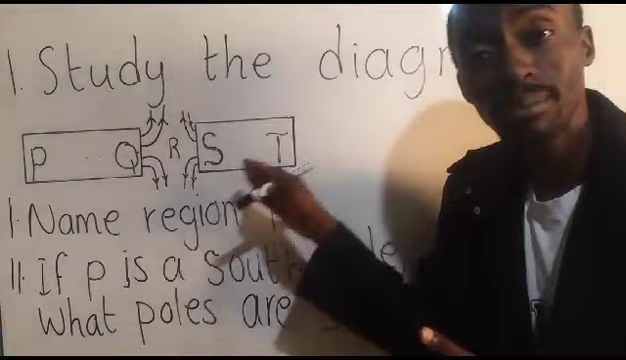 1. Study the diag
P Q R S T
I. Name region
II. If p is a South
What poles are